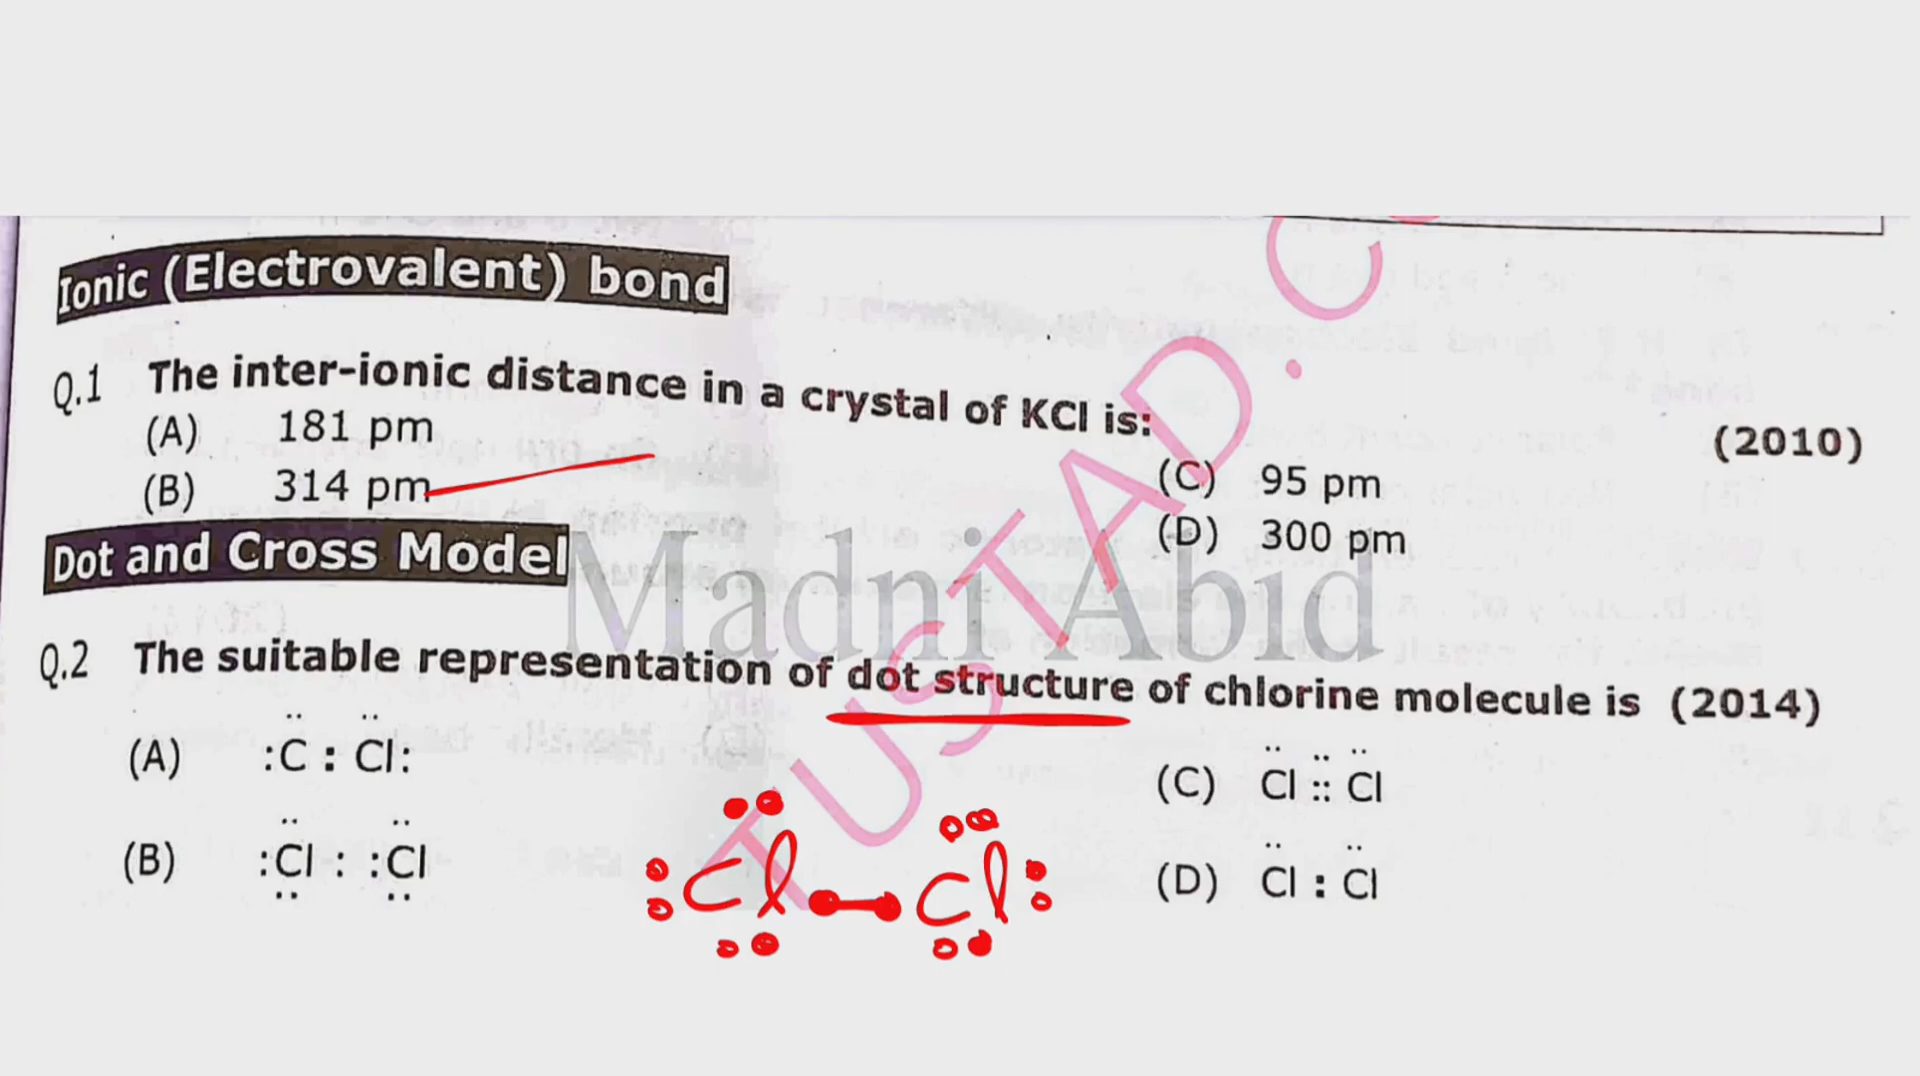 Ionic (Electrovalent) bond
Q.1 The inter-ionic distance in a crystal of KCl is: (2010)
(A) 181 pm
(B) 314 pm
(C) 95 pm
(D) 300 pm
Dot and Cross Model
Madni Abid
TUSTAD.C
Q.2 The suitable representation of dot structure of chlorine molecule is (2014)
(A) :C : Cl:
(B) :Cl : :Cl
(C) Cl :: Cl
(D) Cl : Cl
Cl Cl